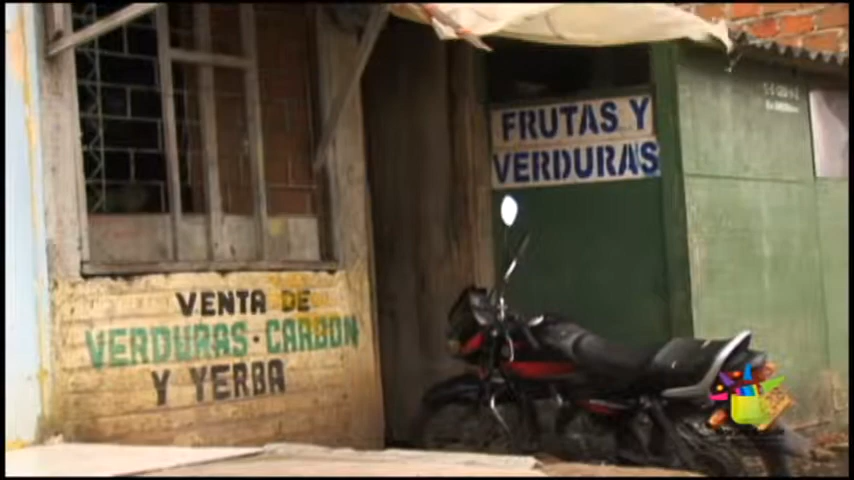 FRUTAS Y
VERDURAS
VENTA DE
VERDURAS - CARBON
Y YERBA